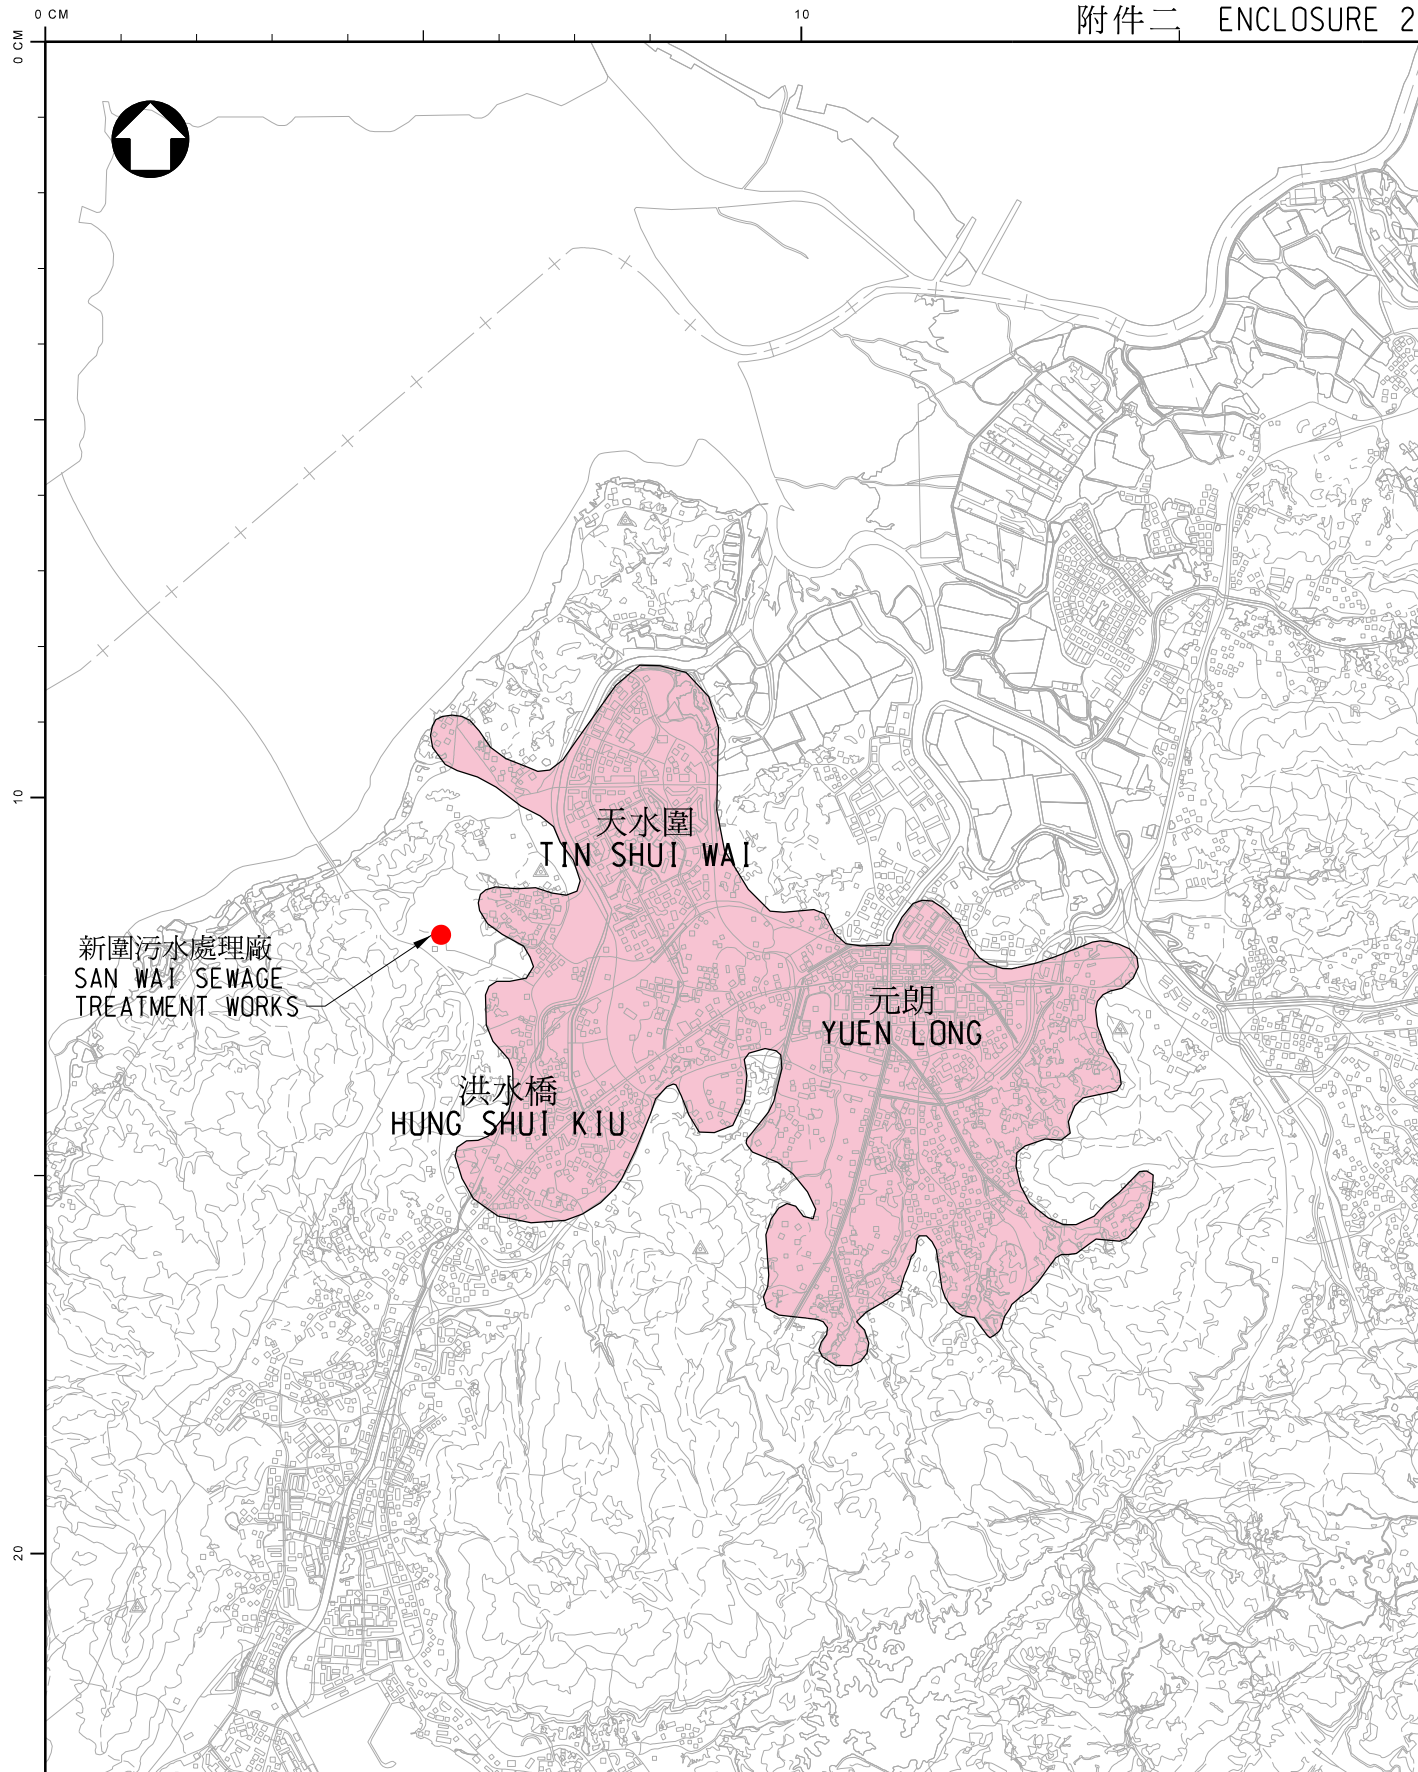 0 CM
10
附件二 ENCLOSURE 2
0 CM
10
20
天水圍
TIN SHUI WAI
新圍污水處理廠
SAN WAI SEWAGE
TREATMENT WORKS
元朗
YUEN LONG
洪水橋
HUNG SHUI KIU